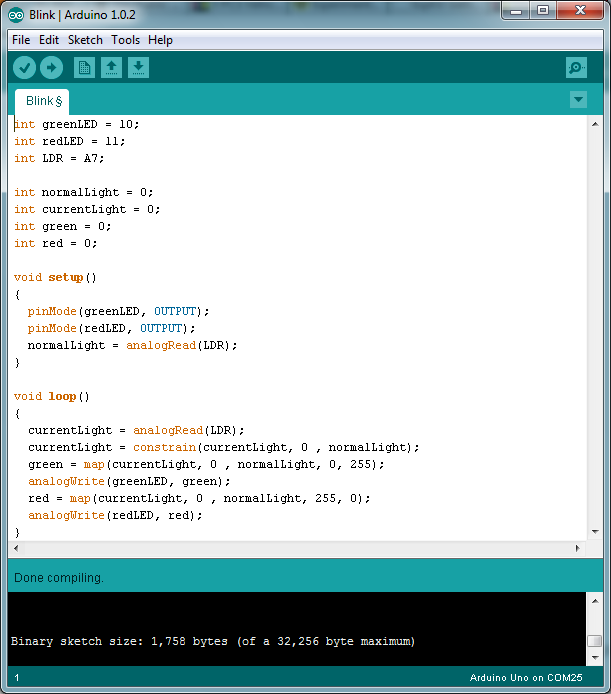 Blink | Arduino 1.0.2
File Edit Sketch Tools Help
Blink §
int greenLED = 10;
int redLED = 11;
int LDR = A7;

int normalLight = 0;
int currentLight = 0;
int green = 0;
int red = 0;

void setup()
{
  pinMode(greenLED, OUTPUT);
  pinMode(redLED, OUTPUT);
  normalLight = analogRead(LDR);
}

void loop()
{
  currentLight = analogRead(LDR);
  currentLight = constrain(currentLight, 0 , normalLight);
  green = map(currentLight, 0 , normalLight, 0, 255);
  analogWrite(greenLED, green);
  red = map(currentLight, 0 , normalLight, 255, 0);
  analogWrite(redLED, red);
}
Done compiling.
Binary sketch size: 1,758 bytes (of a 32,256 byte maximum)
1 Arduino Uno on COM25